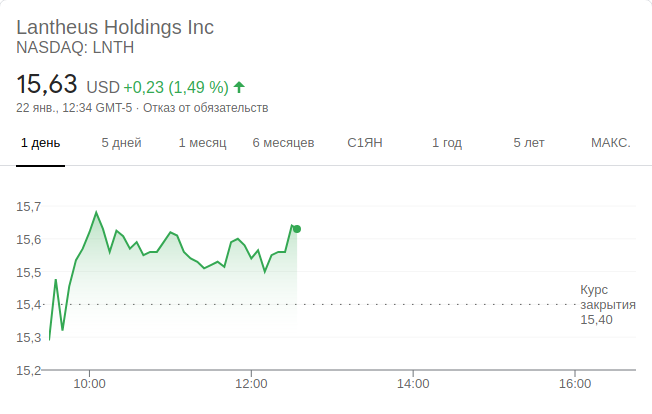 Lantheus Holdings Inc
NASDAQ: LNTH
15,63 USD +0,23 (1,49 %)
22 янв., 12:34 GMT-5 · Отказ от обязательств
1 день 5 дней 1 месяц 6 месяцев С1ЯН 1 год 5 лет МАКС.
15,7
15,6
15,5
15,4
15,3
15,2
Курс
закрытия
15,40
10:00 12:00 14:00 16:00